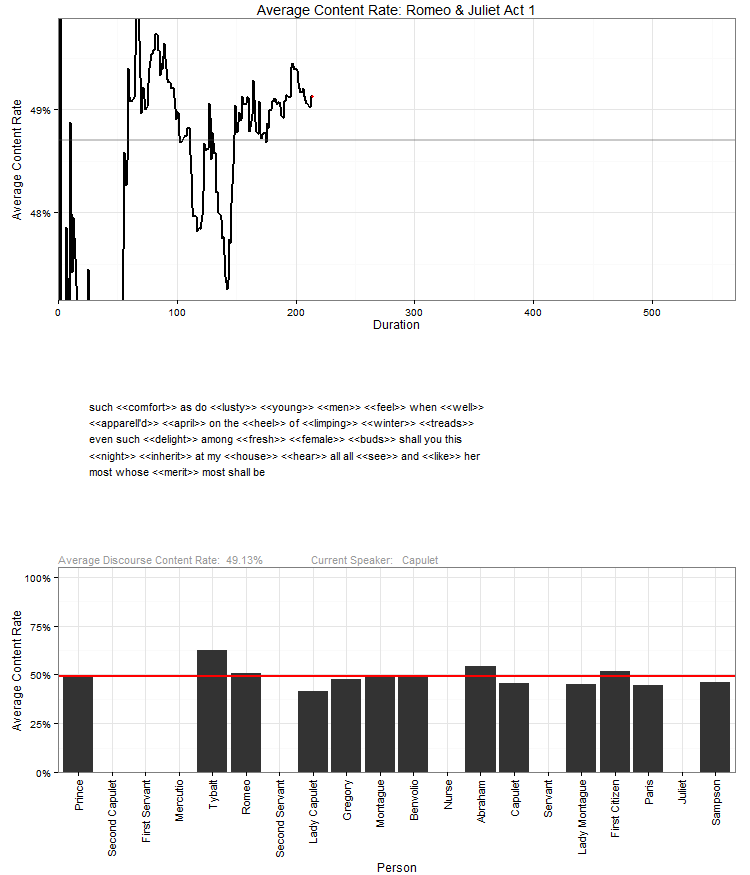 Average Content Rate: Romeo & Juliet Act 1
Average Content Rate
49%
48%
0 100 200 300 400 500
Duration
such <<comfort>> as do <<lusty>> <<young>> <<men>> <<feel>> when <<well>>
<<apparell'd>> <<april>> on the <<heel>> of <<limping>> <<winter>> <<treads>>
even such <<delight>> among <<fresh>> <<female>> <<buds>> shall you this
<<night>> <<inherit>> at my <<house>> <<hear>> all all <<see>> and <<like>> her
most whose <<merit>> most shall be
Average Discourse Content Rate: 49.13% Current Speaker: Capulet
Average Content Rate
100%
75%
50%
25%
0%
Prince
Second Capulet
First Servant
Mercutio
Tybalt
Romeo
Second Servant
Lady Capulet
Gregory
Montague
Benvolio
Nurse
Abraham
Capulet
Servant
Lady Montague
First Citizen
Paris
Juliet
Sampson
Person